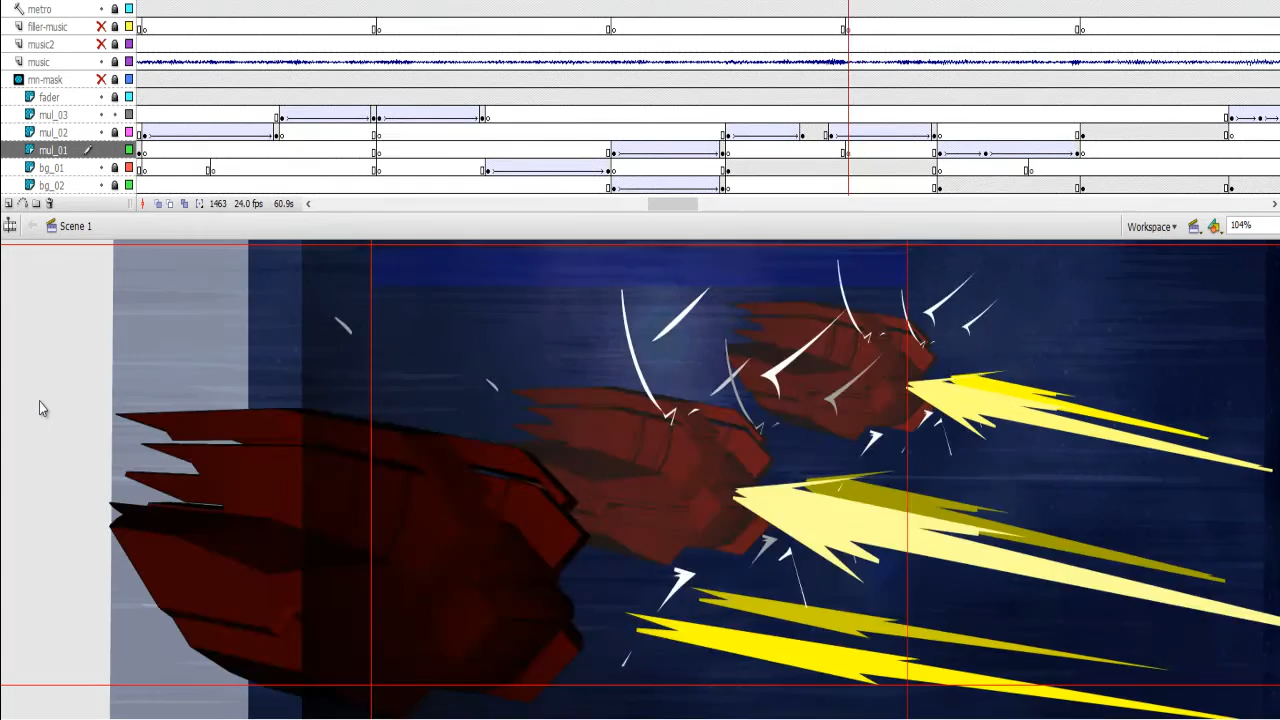 metro
filler-music
music2
music
mn-mask
fader
mul_03
mul_02
mul_01
bg_01
bg_02
1463 24.0 fps 60.9s
Scene 1
Workspace 104%